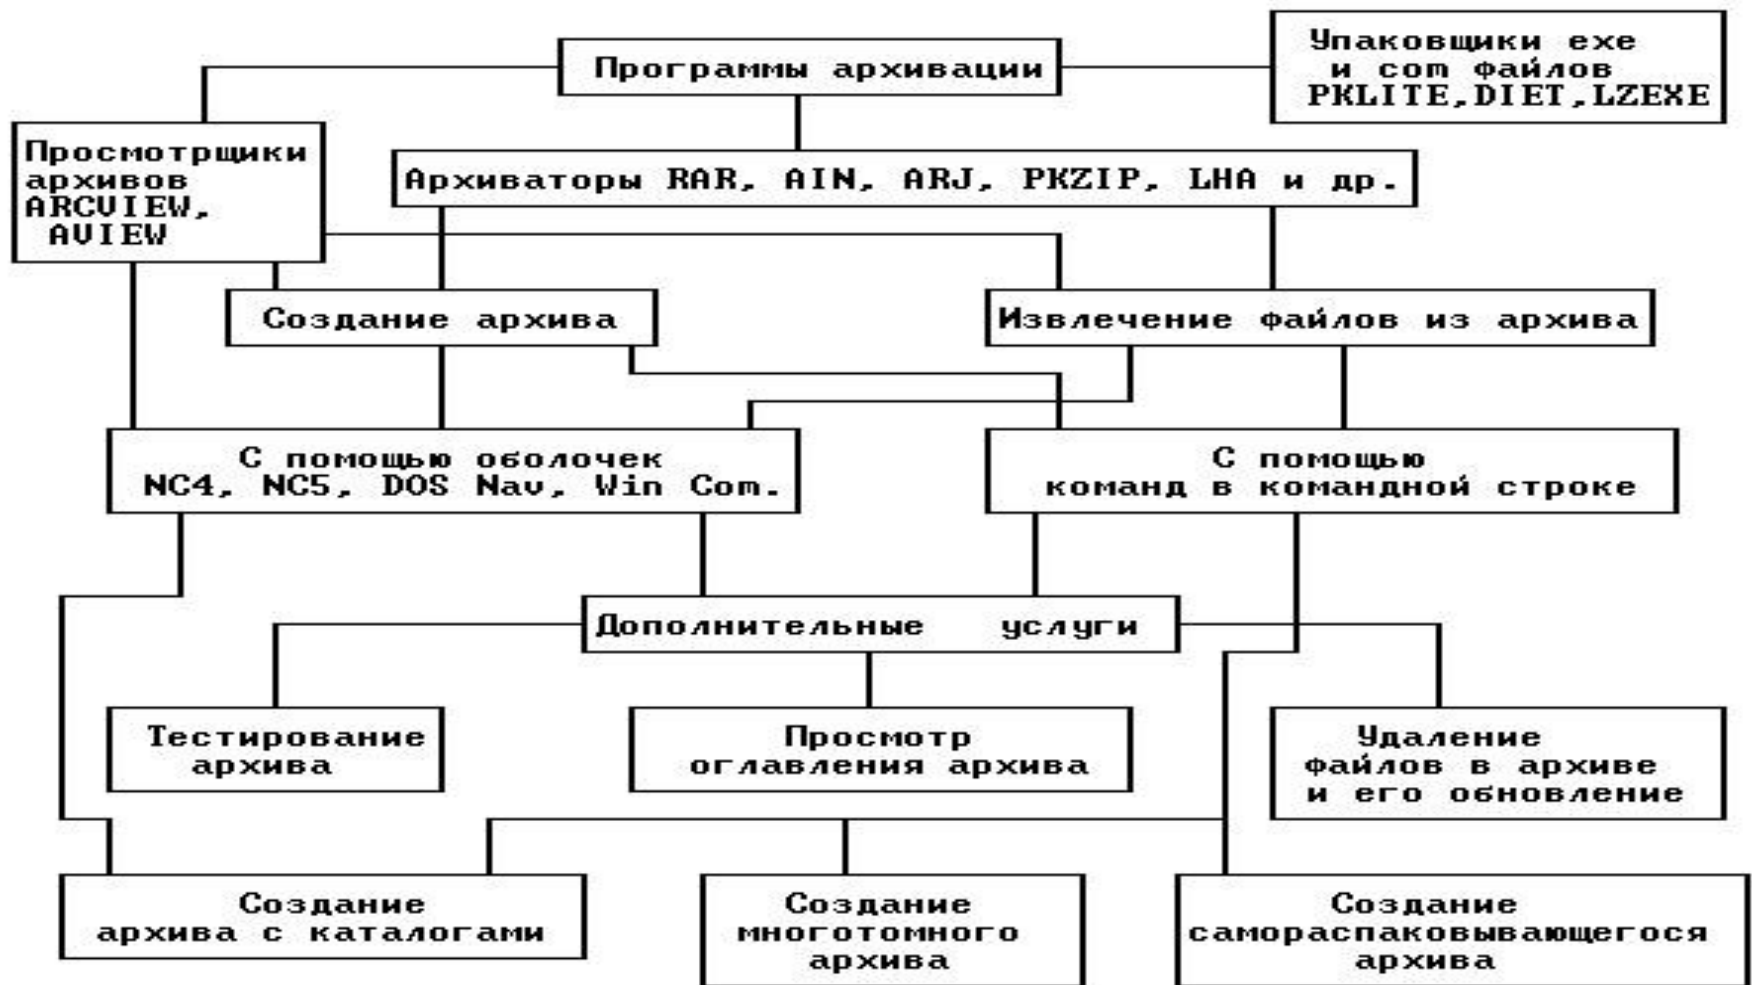 Программы архивации
Упаковщики exe
и com файлов
PKLITE,DIET,LZEXE
Просмотрщики
архивов
ARCVIEW,
AVIEW
Архиваторы RAR, AIN, ARJ, PKZIP, LHA и др.
Создание архива
Извлечение файлов из архива
С помощью оболочек
NC4, NC5, DOS Nav, Win Com.
С помощью
команд в командной строке
Дополнительные услуги
Тестирование
архива
Просмотр
оглавления архива
Удаление
файлов в архиве
и его обновление
Создание
архива с каталогами
Создание
многотомного
архива
Создание
самораспаковывающегося
архива